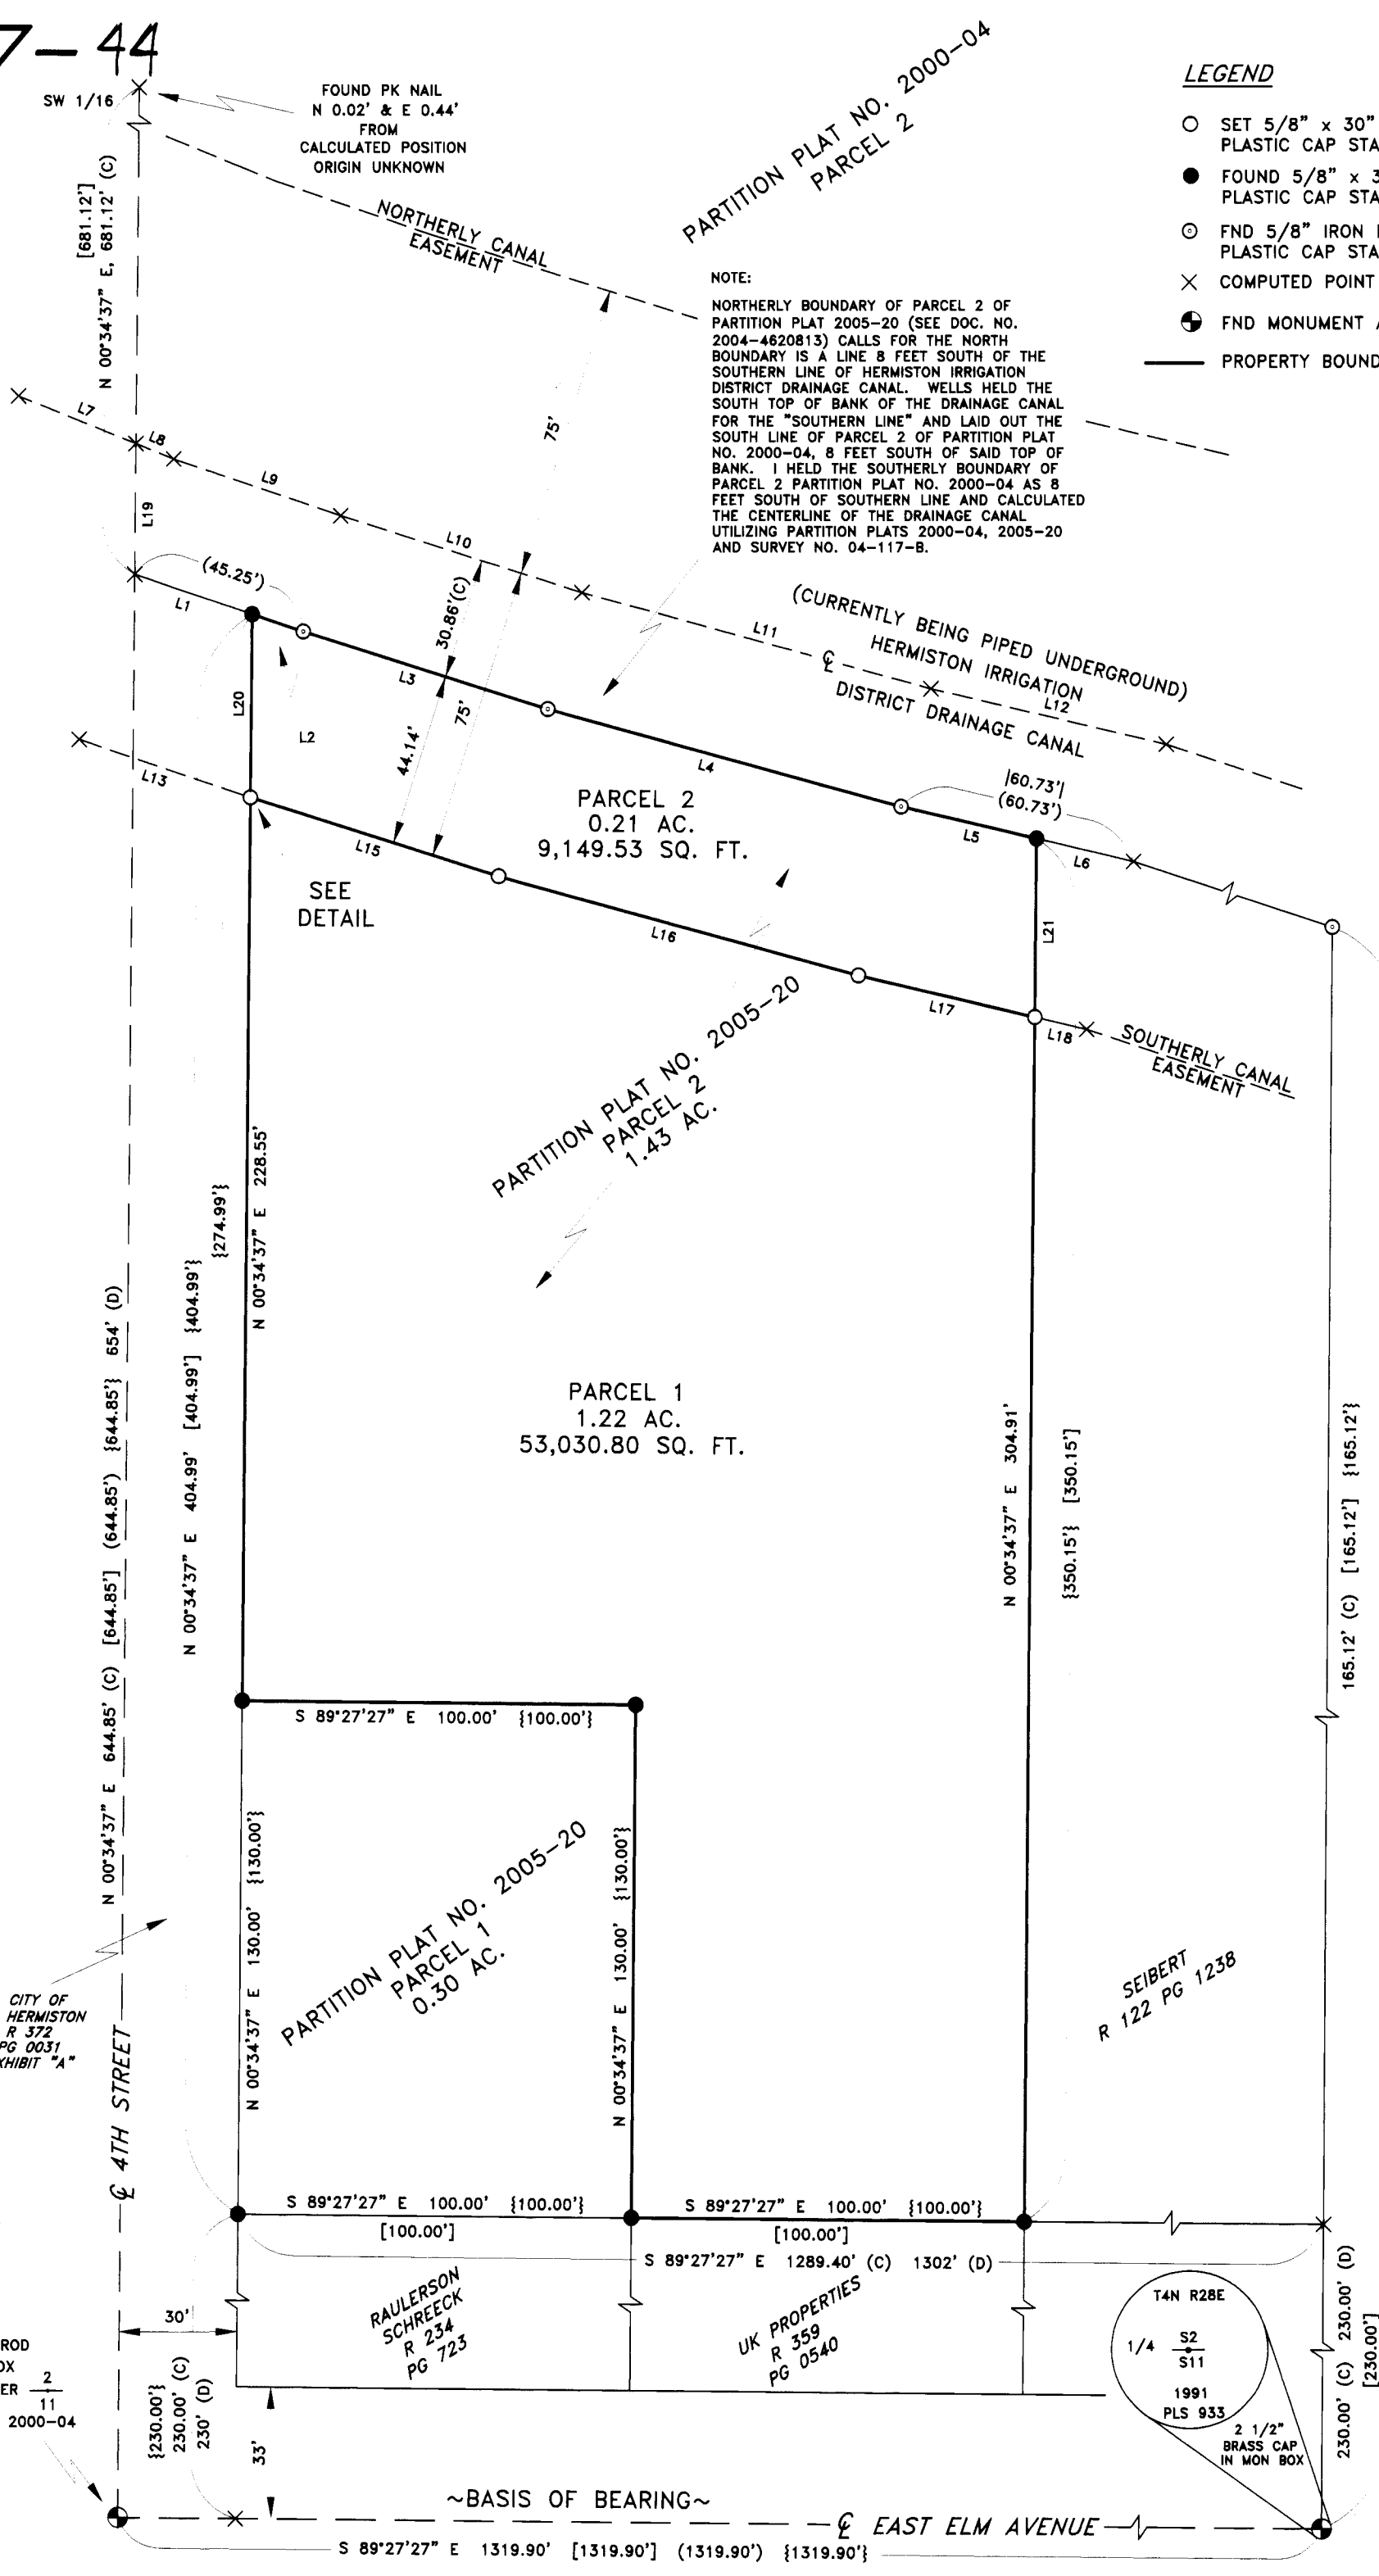 7-44
SW 1/16
FOUND PK NAIL
N 0.02' & E 0.44'
FROM
CALCULATED POSITION
ORIGIN UNKNOWN
PARTITION PLAT NO. 2000-04
PARCEL 2
LEGEND
SET 5/8" x 30"
PLASTIC CAP STA
FOUND 5/8" x 3
PLASTIC CAP STA
FND 5/8" IRON
PLASTIC CAP STA
COMPUTED POINT
FND MONUMENT
PROPERTY BOUND
[681.12']
N 00°34'37" E, 681.12' (C)
NORTHERLY CANAL
EASEMENT
NOTE:
NORTHERLY BOUNDARY OF PARCEL 2 OF
PARTITION PLAT 2005-20 (SEE DOC. NO.
2004-4620813) CALLS FOR THE NORTH
BOUNDARY IS A LINE 8 FEET SOUTH OF THE
SOUTHERN LINE OF HERMISTON IRRIGATION
DISTRICT DRAINAGE CANAL. WELLS HELD THE
SOUTH TOP OF BANK OF THE DRAINAGE CANAL
FOR THE "SOUTHERN LINE" AND LAID OUT THE
SOUTH LINE OF PARCEL 2 OF PARTITION PLAT
NO. 2000-04, 8 FEET SOUTH OF SAID TOP OF
BANK. I HELD THE SOUTHERLY BOUNDARY OF
PARCEL 2 PARTITION PLAT NO. 2000-04 AS 8
FEET SOUTH OF SOUTHERN LINE AND CALCULATED
THE CENTERLINE OF THE DRAINAGE CANAL
UTILIZING PARTITION PLATS 2000-04, 2005-20
AND SURVEY NO. 04-117-B.
75'
L7
L8
L9
L10
L19
(45.25')
L1
30.86'(C)
L11
(CURRENTLY BEING PIPED UNDERGROUND)
HERMISTON IRRIGATION
℄
L12
DISTRICT DRAINAGE CANAL
L20
L3
L2
44.14'
75'
L4
|60.73'|
(60.73')
L5
L6
L13
PARCEL 2
0.21 AC.
9,149.53 SQ. FT.
L15
SEE
DETAIL
L16
L21
L17
L18
SOUTHERLY CANAL
EASEMENT
PARTITION PLAT NO. 2005-20
PARCEL 2
1.43 AC.
N 00°34'37" E 228.55'
{274.99'}
N 00°34'37" E 404.99' [404.99'] {404.99'}
N 00°34'37" E 644.85' (C) [644.85'] (644.85') {644.85'} 654' (D)
PARCEL 1
1.22 AC.
53,030.80 SQ. FT.
N 00°34'37" E 304.91'
{350.15'} [350.15']
165.12' (C) [165.12'] {165.12'}
S 89°27'27" E 100.00' {100.00'}
N 00°34'37" E 130.00' {130.00'}
N 00°34'37" E 130.00' {130.00'}
PARTITION PLAT NO. 2005-20
PARCEL 1
0.30 AC.
SEIBERT
R 122 PG 1238
CITY OF
HERMISTON
R 372
PG 0031
XHIBIT "A"
℄ 4TH STREET
S 89°27'27" E 100.00' {100.00'}
[100.00']
S 89°27'27" E 100.00' {100.00'}
[100.00']
S 89°27'27" E 1289.40' (C) 1302' (D)
RAULERSON
SCHREECK
R 234
PG 723
UK PROPERTIES
R 359
PG 0540
T4N R28E
1/4 S2
S11
1991
PLS 933
2 1/2"
BRASS CAP
IN MON BOX
230.00' (C) 230.00' (D)
[230.00']
30'
ROD
OX
ER 2
11
2000-04
{230.00'}
230.00' (C)
230' (D)
33'
~BASIS OF BEARING~
℄ EAST ELM AVENUE
S 89°27'27" E 1319.90' [1319.90'] (1319.90') {1319.90'}